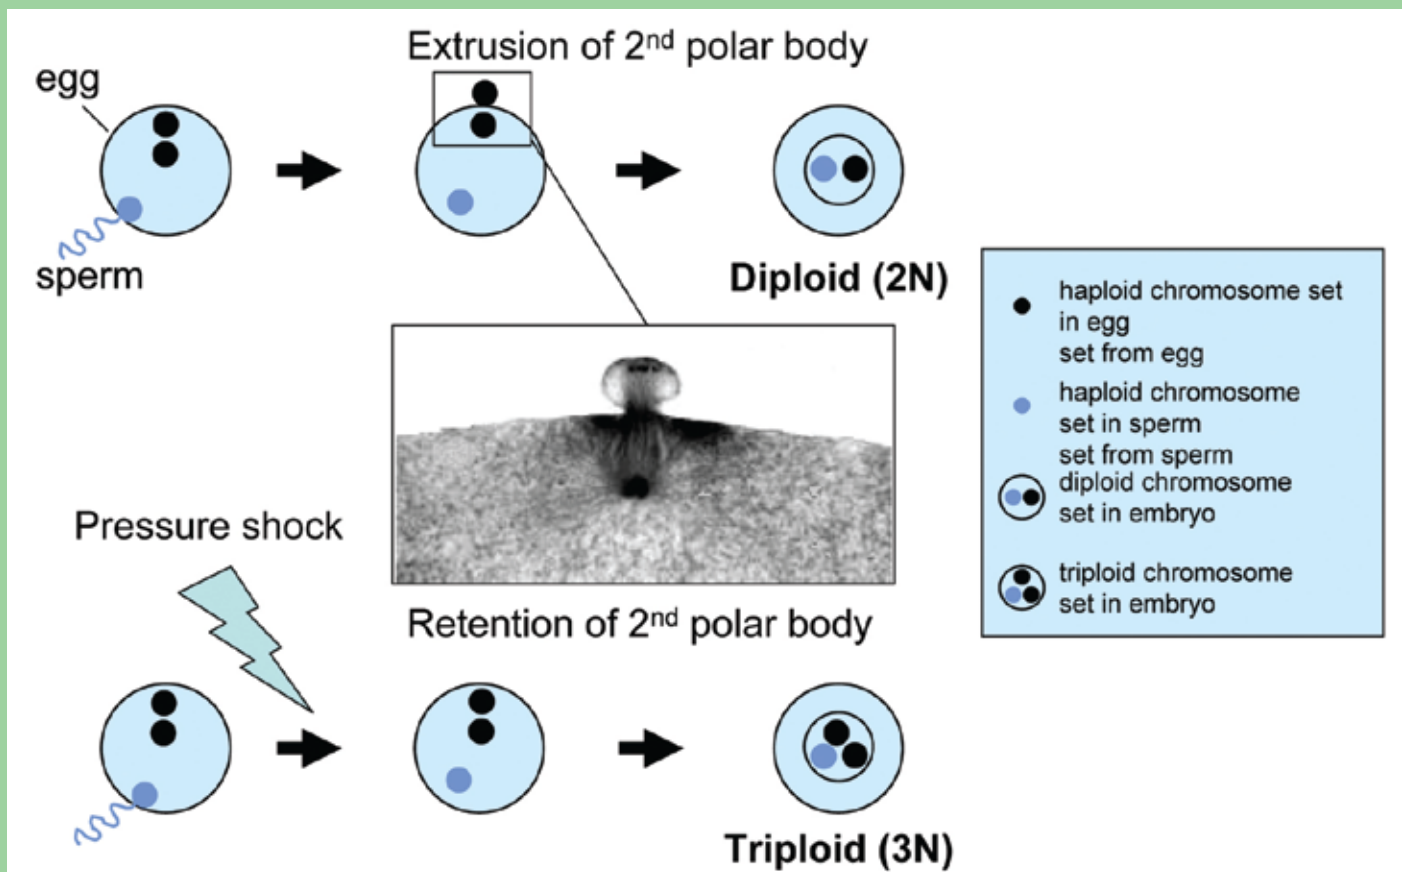 Extrusion of 2nd polar body
egg
sperm
Diploid (2N)
haploid chromosome set
in egg
set from egg
haploid chromosome
set in sperm
set from sperm
diploid chromosome
set in embryo
triploid chromosome
set in embryo
Pressure shock
Retention of 2nd polar body
Triploid (3N)